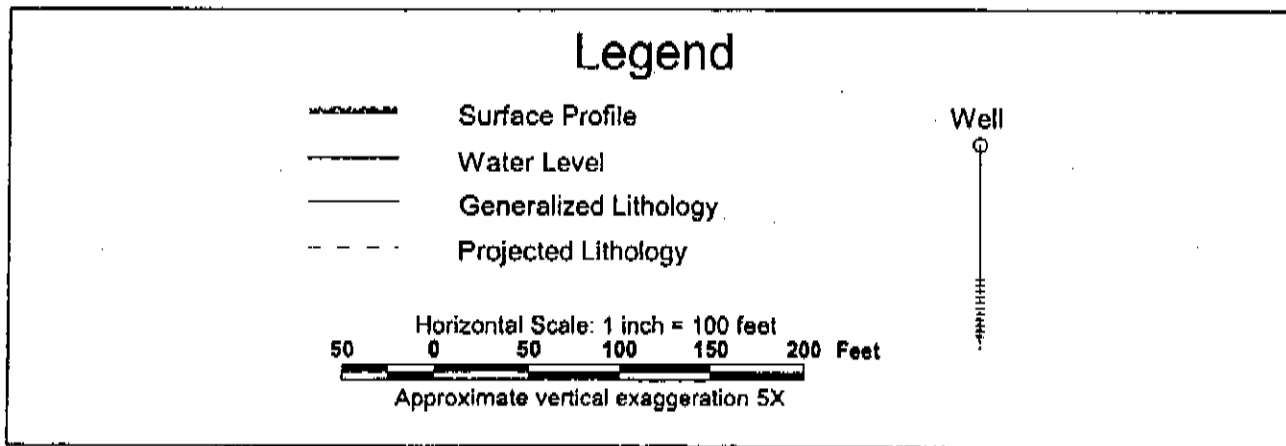 Legend
Surface Profile
Well
Water Level
Generalized Lithology
Projected Lithology
Horizontal Scale: 1 inch = 100 feet
50 0 50 100 150 200 Feet
Approximate vertical exaggeration 5X